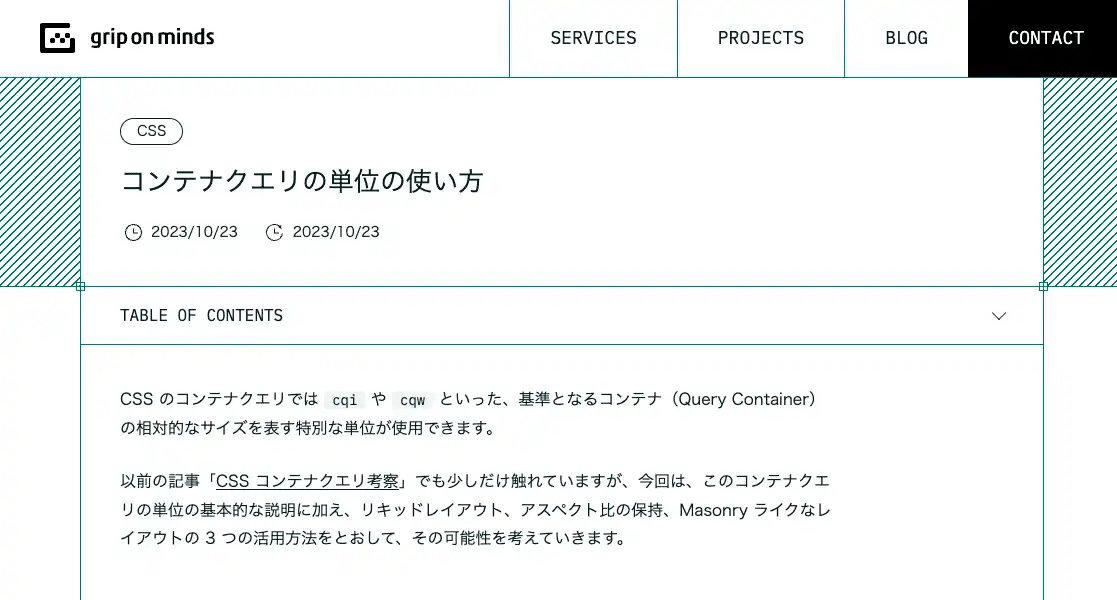 grip on minds
SERVICES
PROJECTS
BLOG
CONTACT
CSS
コンテナクエリの単位の使い方
2023/10/23 2023/10/23
TABLE OF CONTENTS
CSS のコンテナクエリでは cqi や cqw といった、基準となるコンテナ（Query Container）
の相対的なサイズを表す特別な単位が使用できます。
以前の記事「CSS コンテナクエリ考察」でも少しだけ触れていますが、今回は、このコンテナクエ
リの単位の基本的な説明に加え、リキッドレイアウト、アスペクト比の保持、Masonry ライクなレ
イアウトの 3 つの活用方法をとおして、その可能性を考えていきます。